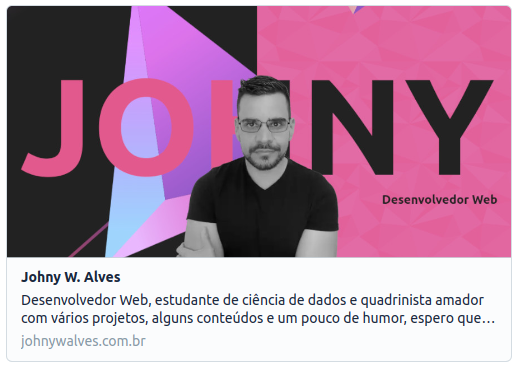 JOHNY
Desenvolvedor Web
Johny W. Alves
Desenvolvedor Web, estudante de ciência de dados e quadrinista amador
com vários projetos, alguns conteúdos e um pouco de humor, espero que...
johnywalves.com.br